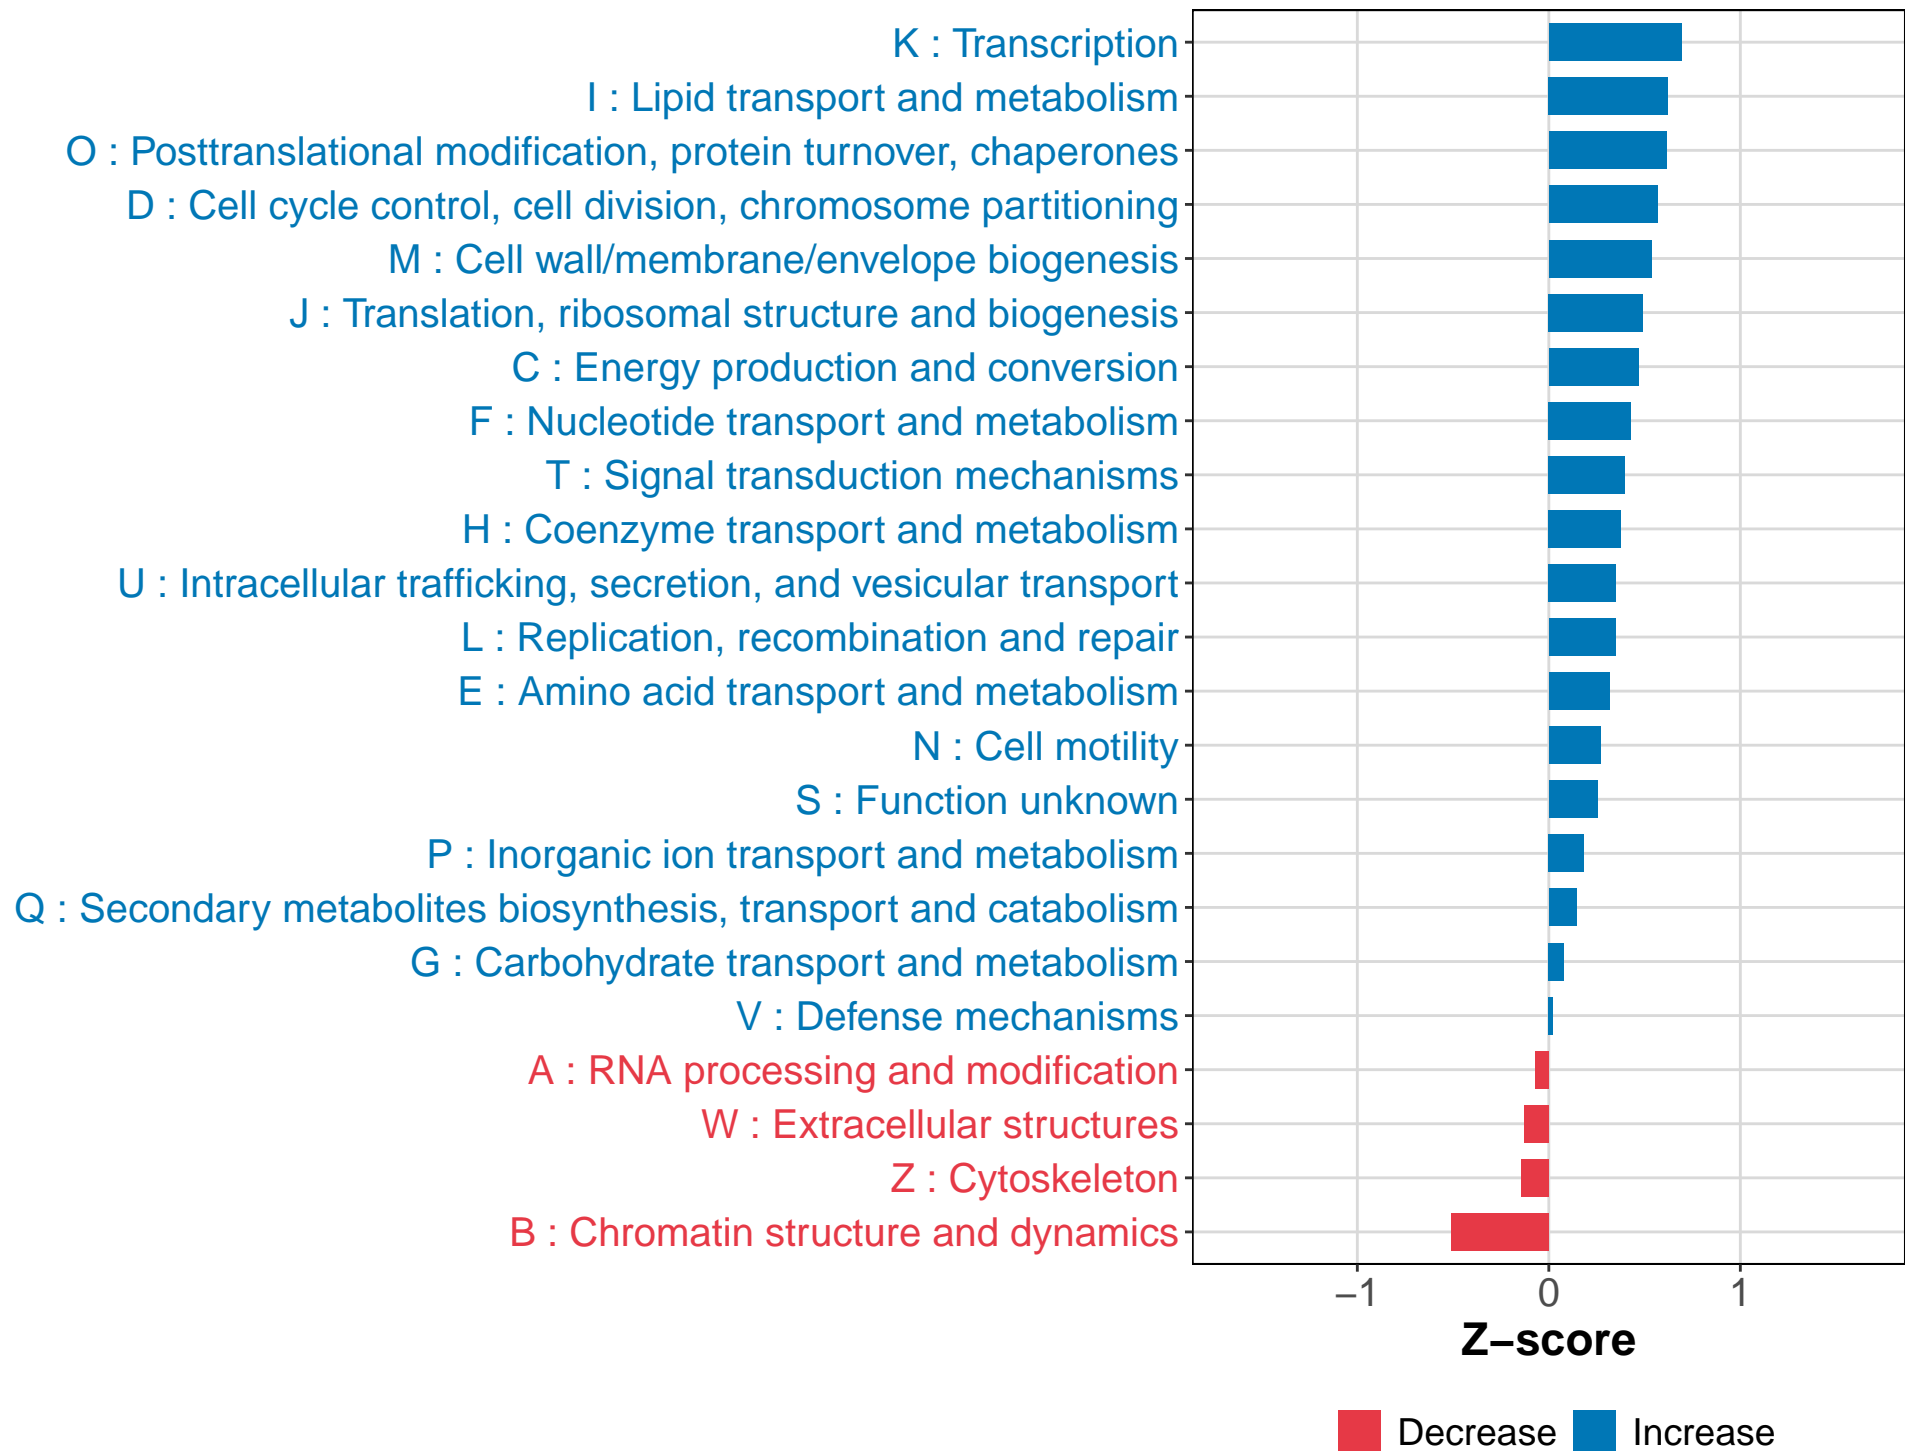 K : Transcription
I : Lipid transport and metabolism
O : Posttranslational modification, protein turnover, chaperones
D : Cell cycle control, cell division, chromosome partitioning
M : Cell wall/membrane/envelope biogenesis
J : Translation, ribosomal structure and biogenesis
C : Energy production and conversion
F : Nucleotide transport and metabolism
T : Signal transduction mechanisms
H : Coenzyme transport and metabolism
U : Intracellular trafficking, secretion, and vesicular transport
L : Replication, recombination and repair
E : Amino acid transport and metabolism
N : Cell motility
S : Function unknown
P : Inorganic ion transport and metabolism
Q : Secondary metabolites biosynthesis, transport and catabolism
G : Carbohydrate transport and metabolism
V : Defense mechanisms
A : RNA processing and modification
W : Extracellular structures
Z : Cytoskeleton
B : Chromatin structure and dynamics
−1 0 1
Z−score
Decrease Increase